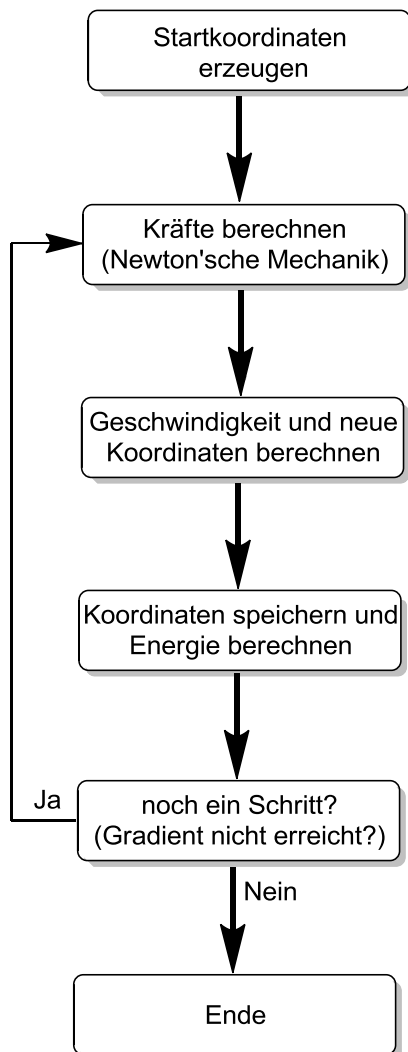 Startkoordinaten
erzeugen
Kräfte berechnen
(Newton'sche Mechanik)
Geschwindigkeit und neue
Koordinaten berechnen
Koordinaten speichern und
Energie berechnen
Ja
noch ein Schritt?
(Gradient nicht erreicht?)
Nein
Ende